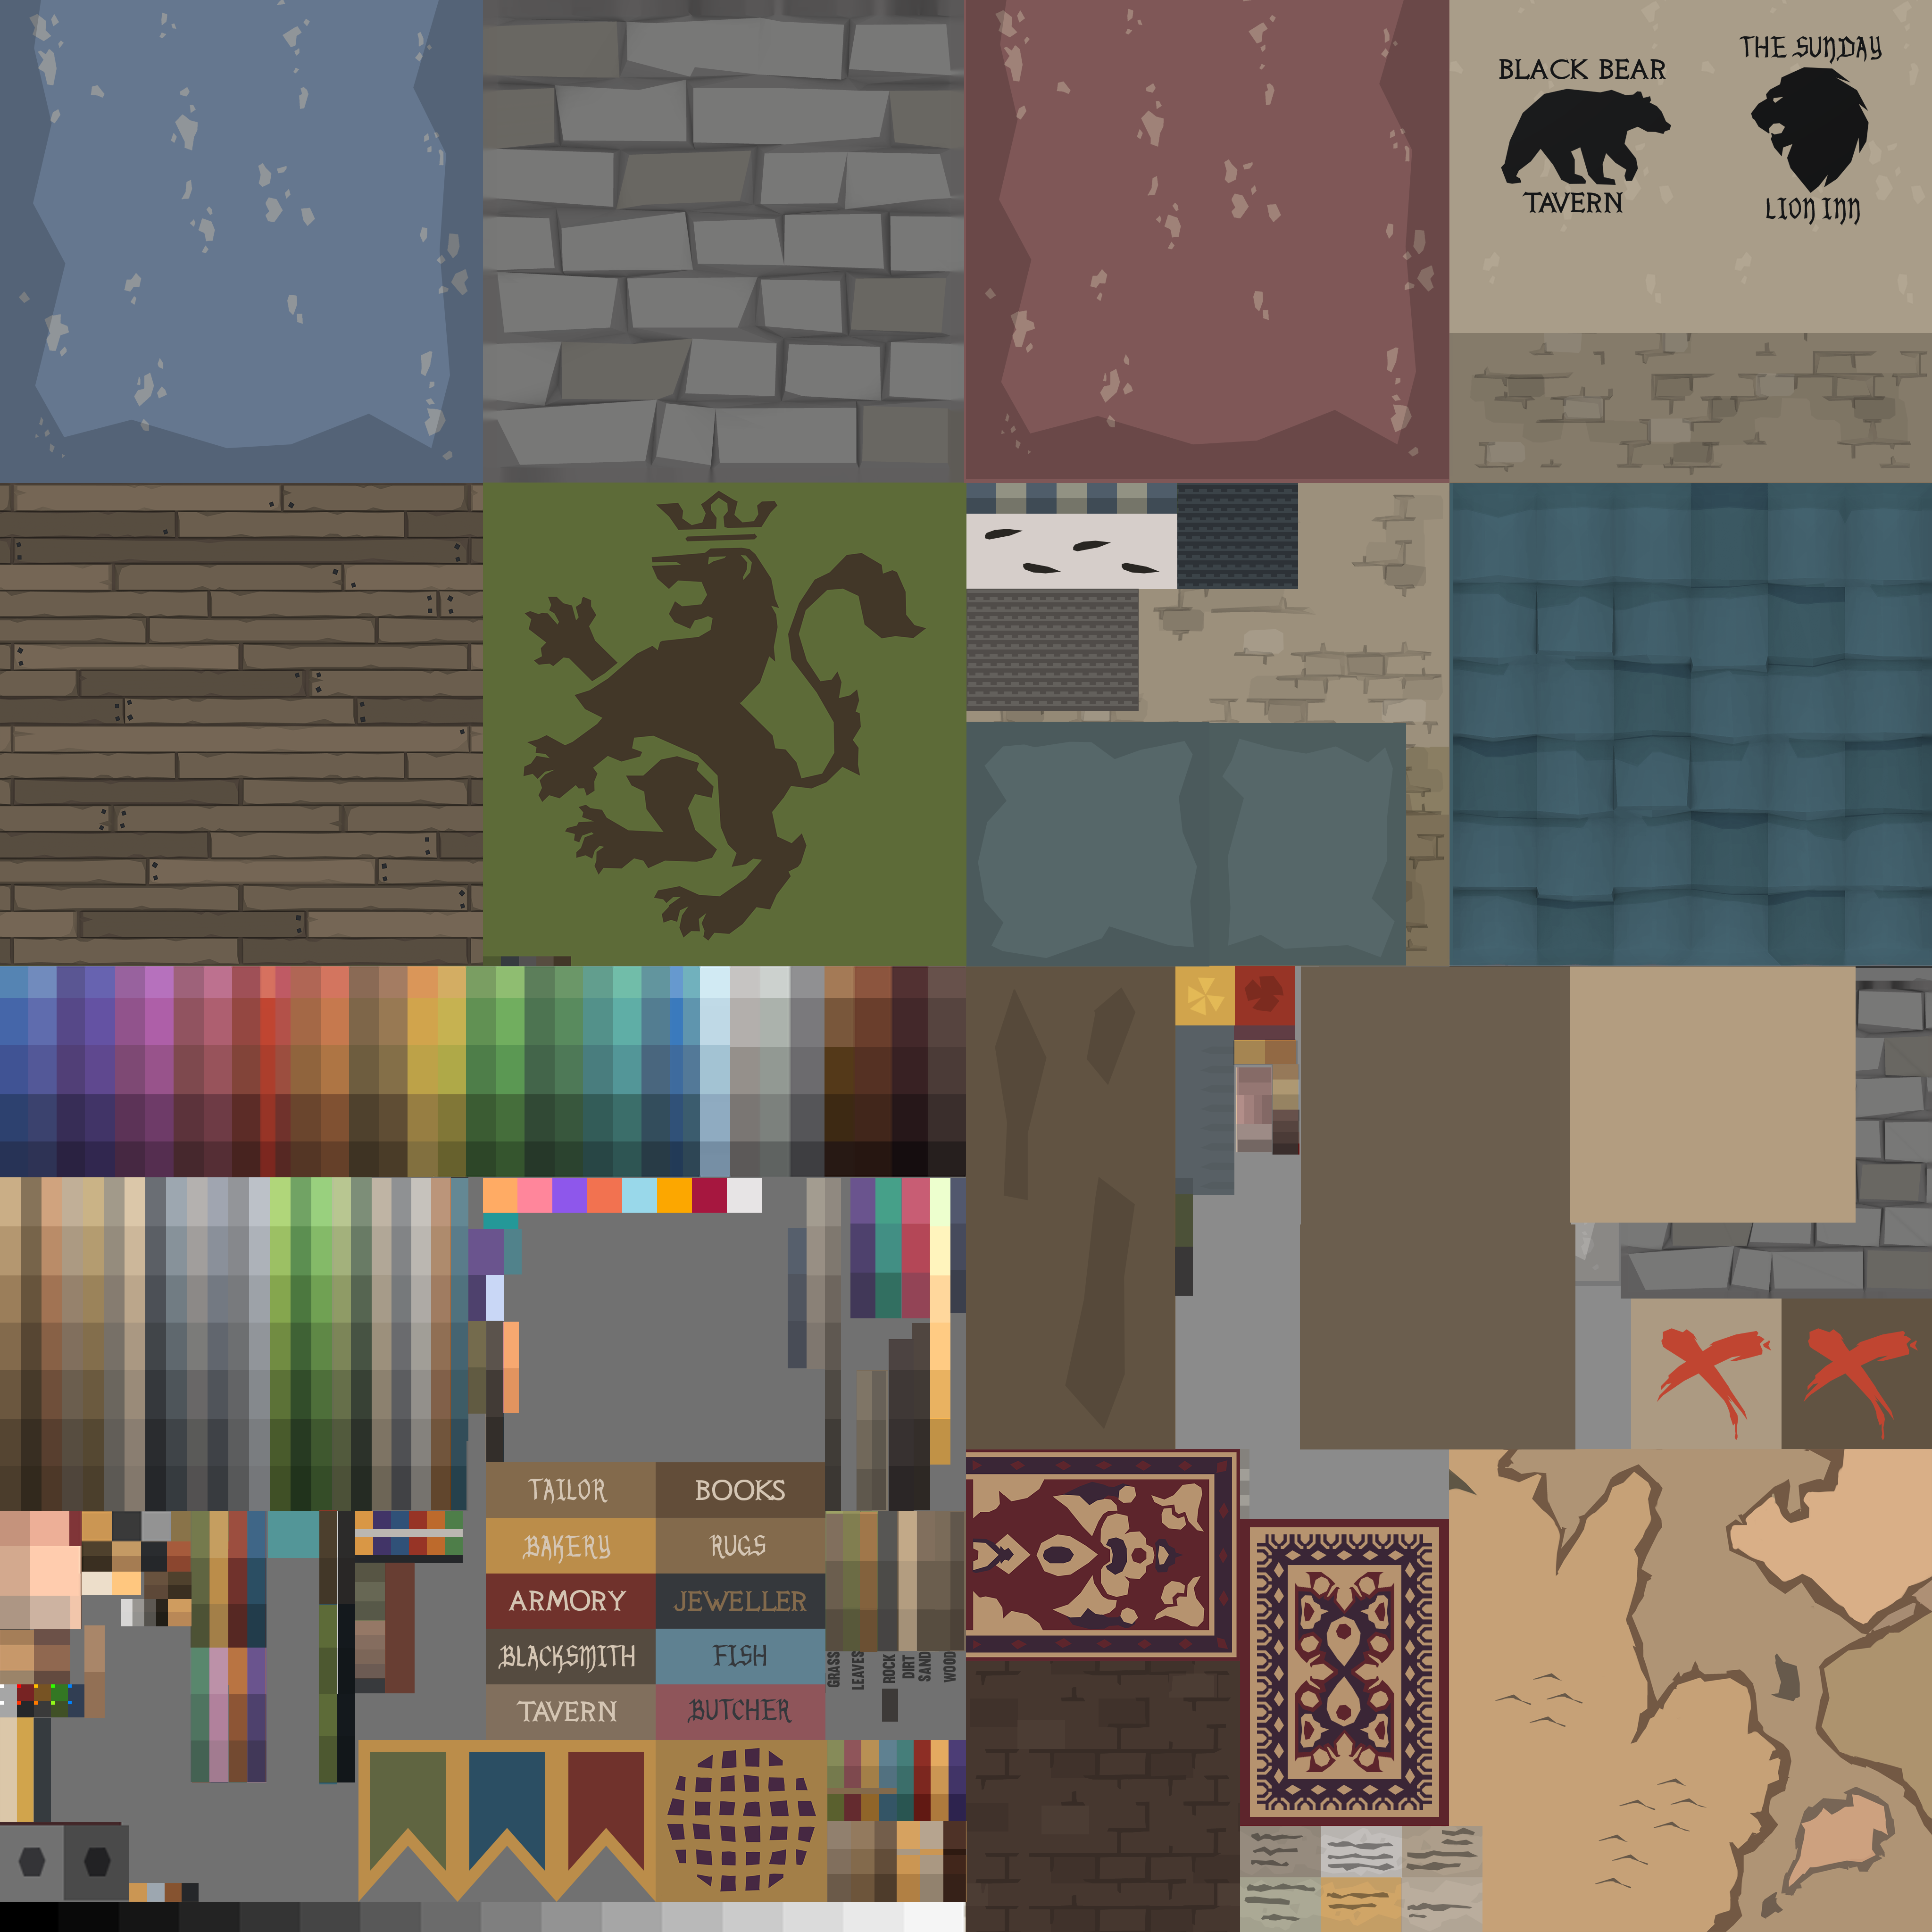 BLACK BEAR
TAVERN
THE SUNDAY
LION INN
TAILOR
BOOKS
BAKERY
RUGS
ARMORY
JEWELLER
BLACKSMITH
FISH
TAVERN
BUTCHER
GRASS
LEAVES
ROCK
DIRT
SAND
WOOD